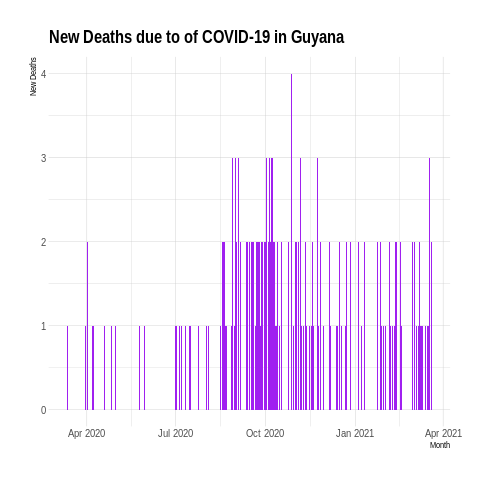 New Deaths due to of COVID-19 in Guyana
New Deaths
4
3
2
1
0
Apr 2020 Jul 2020 Oct 2020 Jan 2021 Apr 2021
Month